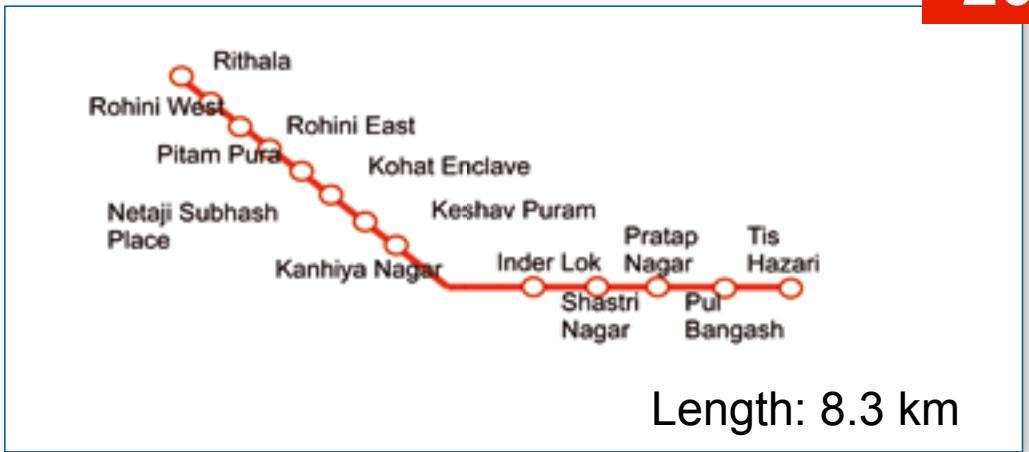 Rithala
Rohini West
Rohini East
Pitam Pura
Kohat Enclave
Netaji Subhash
Place
Keshav Puram
Kanhiya Nagar
Inder Lok
Shastri
Nagar
Pratap
Nagar
Pul
Bangash
Tis
Hazari
Length: 8.3 km